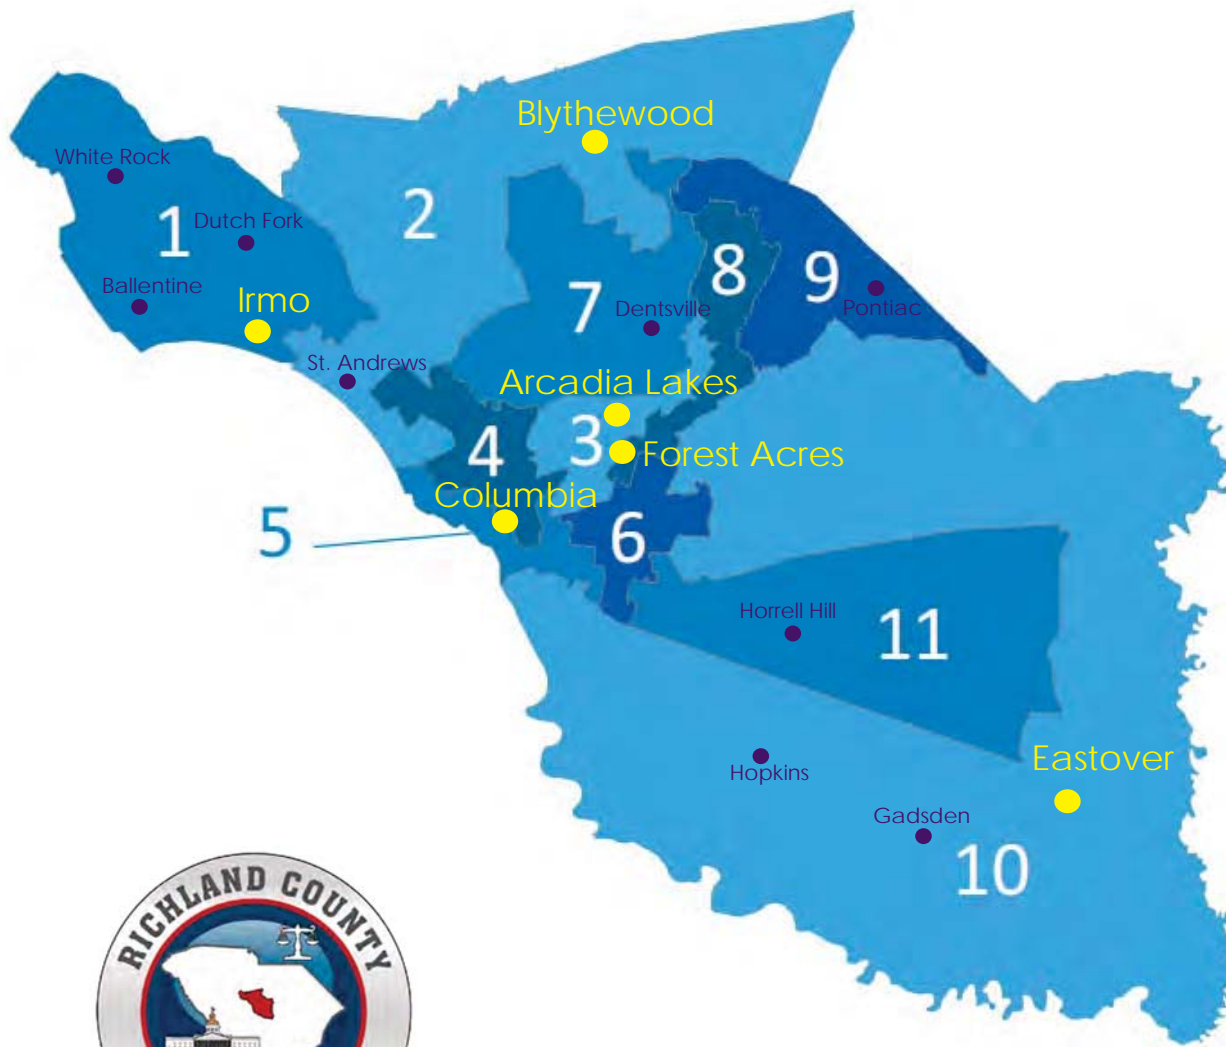 Blythewood
White Rock
1
Dutch Fork
2
Ballentine
Irmo
7
Dentsville
8
9
Pontiac
St. Andrews
Arcadia Lakes
3
Forest Acres
4
Columbia
5
6
Horrell Hill
11
Hopkins
Eastover
Gadsden
10
RICHLAND COUNTY